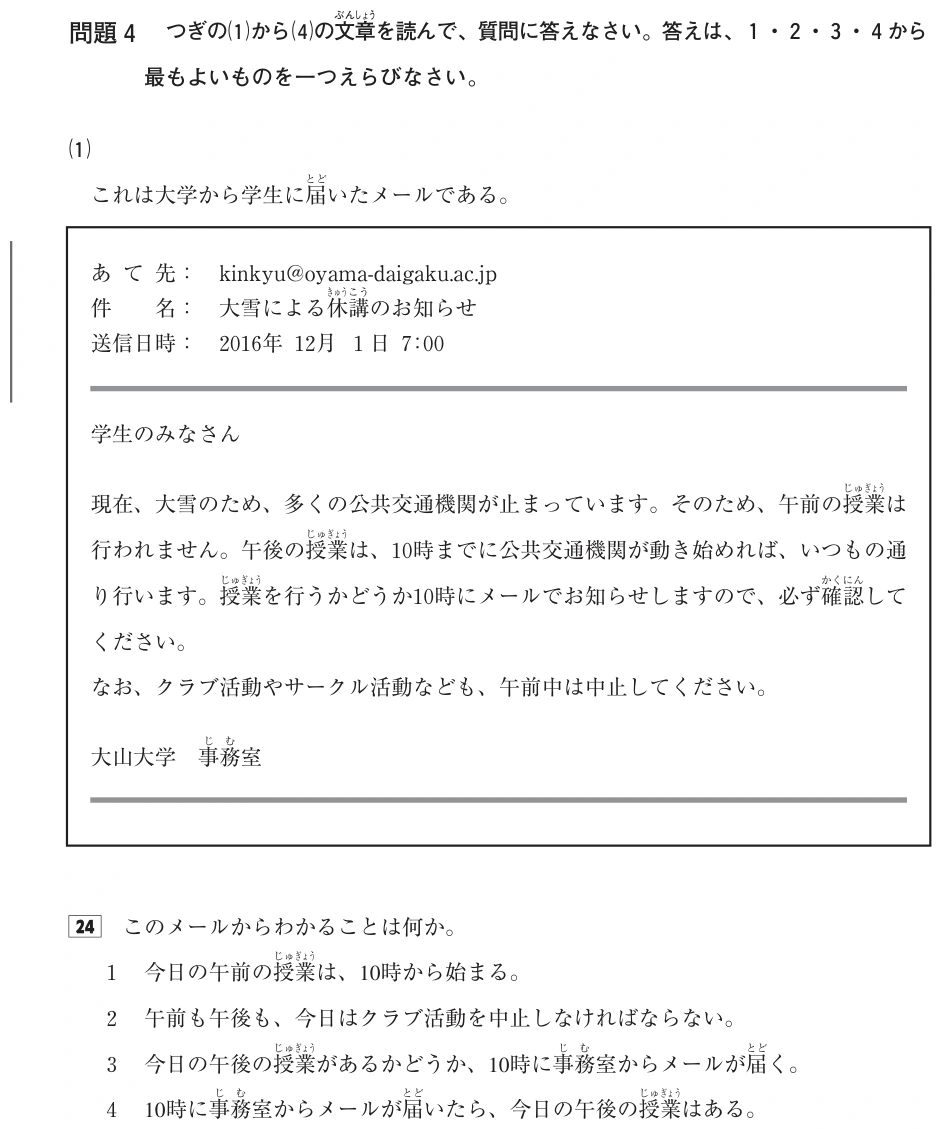 問題4 つぎの(1)から(4)の文章を読んで、質問に答えなさい。答えは、1・2・3・4から
最もよいものを一つえらびなさい。
(1)
これは大学から学生に届いたメールである。
あて先： kinkyu@oyama-daigaku.ac.jp
件名： 大雪による休講のお知らせ
送信日時： 2016年 12月 1日 7:00
学生のみなさん
現在、大雪のため、多くの公共交通機関が止まっています。そのため、午前の授業は
行われません。午後の授業は、10時までに公共交通機関が動き始めれば、いつもの通
り行います。授業を行うかどうか10時にメールでお知らせしますので、必ず確認して
ください。
なお、クラブ活動やサークル活動なども、午前中は中止してください。
大山大学 事務室
24 このメールからわかることは何か。
1 今日の午前の授業は、10時から始まる。
2 午前も午後も、今日はクラブ活動を中止しなければならない。
3 今日の午後の授業があるかどうか、10時に事務室からメールが届く。
4 10時に事務室からメールが届いたら、今日の午後の授業はある。